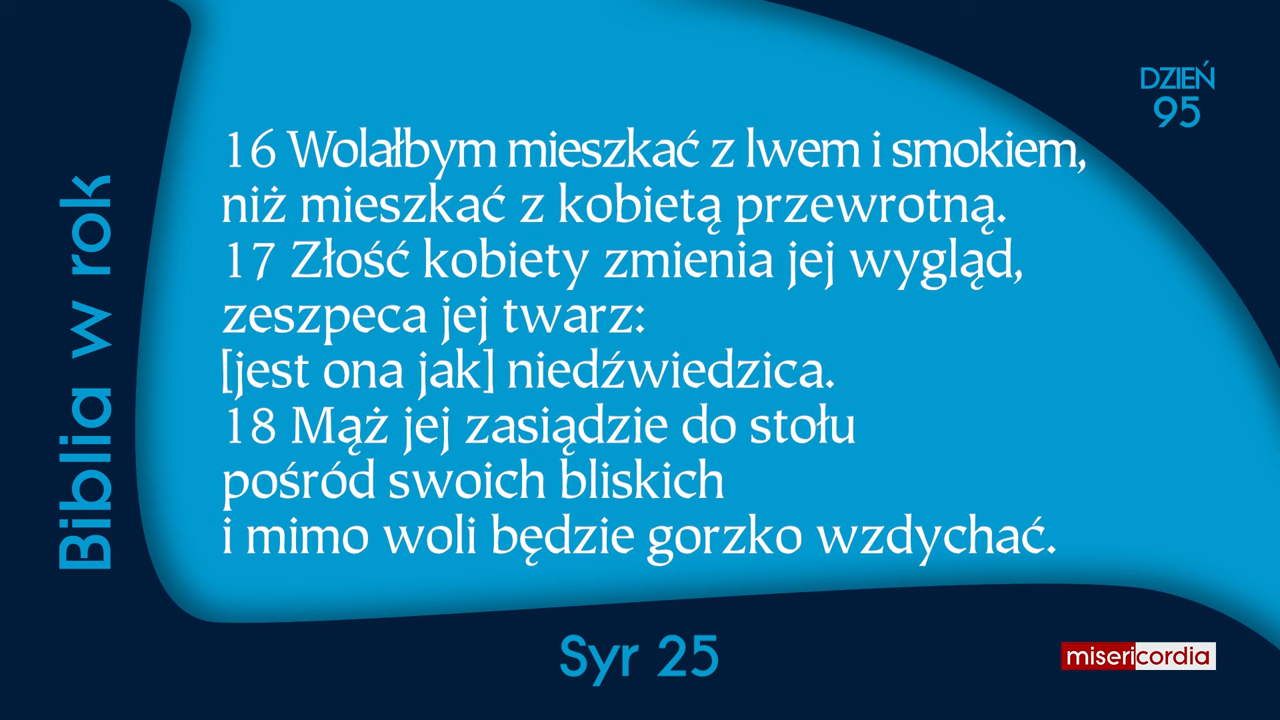 DZIEŃ
95
16 Wolałbym mieszkać z lwem i smokiem,
niż mieszkać z kobietą przewrotną.
17 Złość kobiety zmienia jej wygląd,
zeszpeca jej twarz:
[jest ona jak] niedźwiedzica.
18 Mąż jej zasiądzie do stołu
pośród swoich bliskich
i mimo woli będzie gorzko wzdychać.
Biblia w rok
Syr 25
misericordia